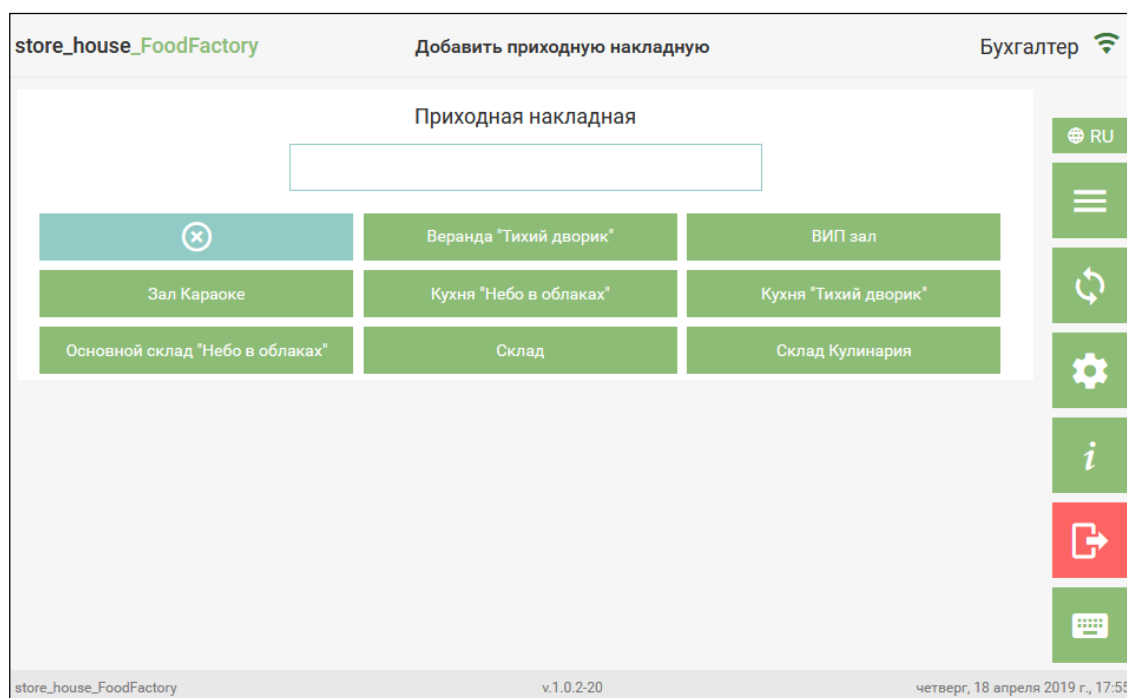 store_house_FoodFactory
Добавить приходную накладную
Бухгалтер
Приходная накладная
RU
Веранда "Тихий дворик"
ВИП зал
Зал Караоке
Кухня "Небо в облаках"
Кухня "Тихий дворик"
Основной склад "Небо в облаках"
Склад
Склад Кулинария
i
store_house_FoodFactory
v.1.0.2-20
четверг, 18 апреля 2019 г., 17:55